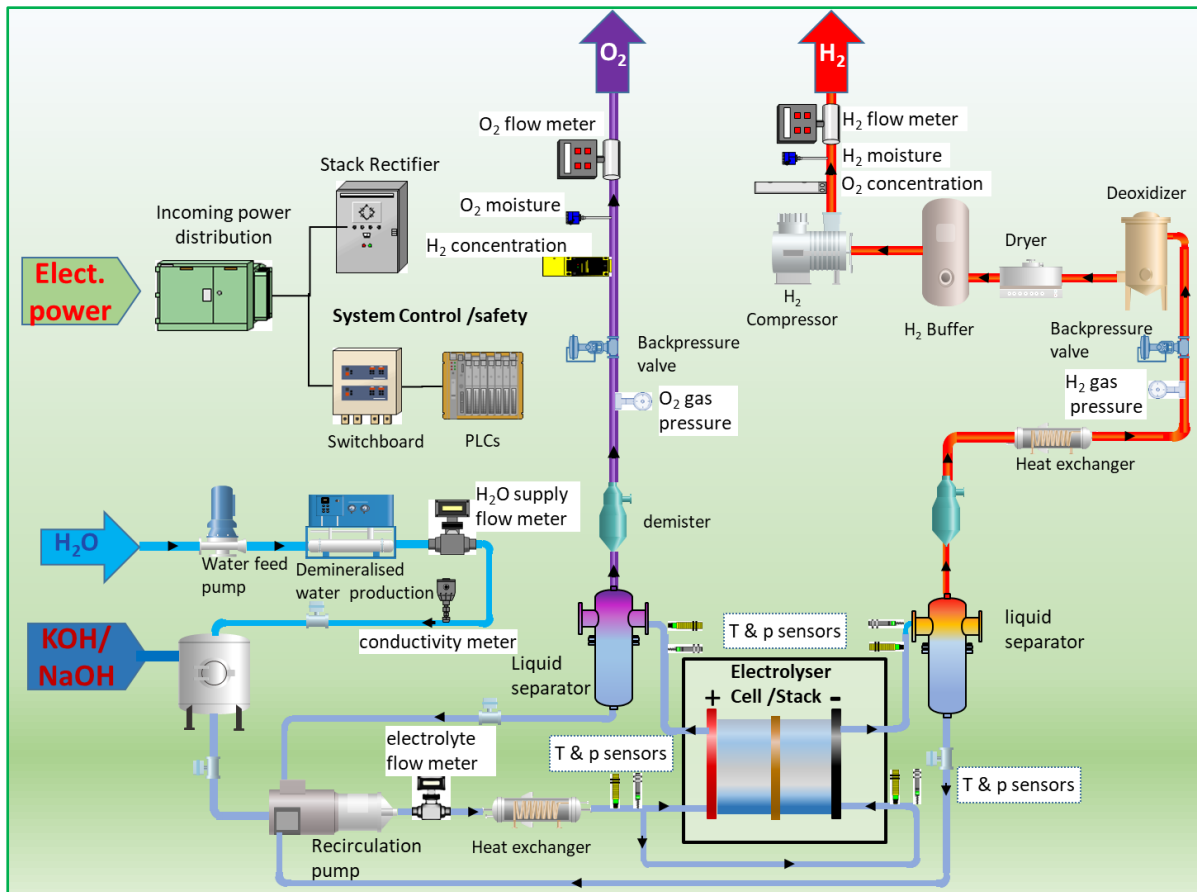 O₂
H₂
O₂ flow meter
H₂ flow meter
Stack Rectifier
H₂ moisture
O₂ concentration
Deoxidizer
Incoming power
distribution
O₂ moisture
H₂ concentration
Dryer
Elect.
power
H₂
Compressor
H₂ Buffer
System Control /safety
Backpressure
valve
Backpressure
valve
H₂ gas
pressure
O₂ gas
pressure
Switchboard
PLCs
Heat exchanger
H₂O supply
flow meter
demister
H₂O
Water feed
pump
Demineralised
water production
conductivity meter
T & p sensors
liquid
separator
KOH/
NaOH
Liquid
separator
Electrolyser
Cell /Stack
+
-
electrolyte
flow meter
T & p sensors
T & p sensors
Recirculation
pump
Heat exchanger